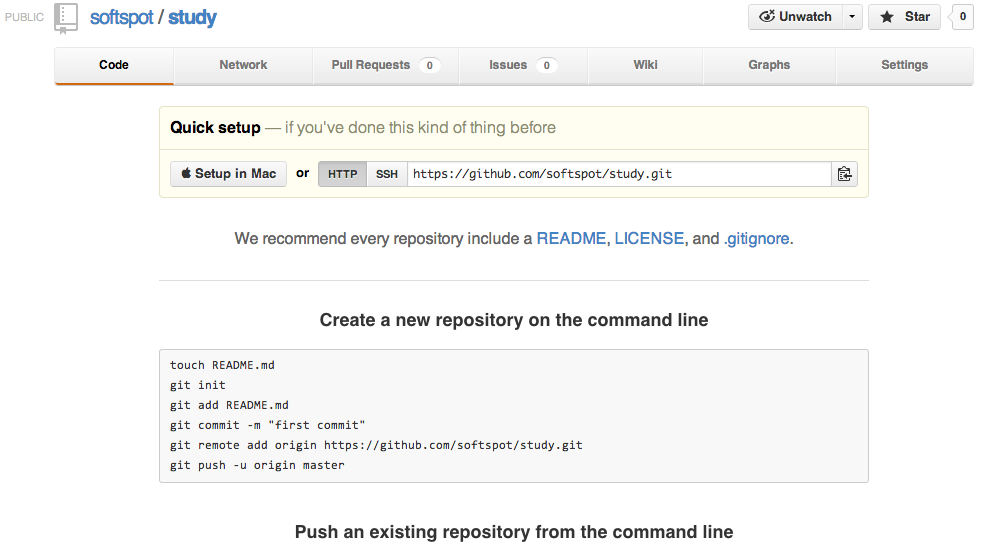 PUBLIC softspot / study Unwatch Star 0
Code Network Pull Requests 0 Issues 0 Wiki Graphs Settings
Quick setup — if you've done this kind of thing before
Setup in Mac or HTTP SSH https://github.com/softspot/study.git
We recommend every repository include a README, LICENSE, and .gitignore.
Create a new repository on the command line
touch README.md
git init
git add README.md
git commit -m "first commit"
git remote add origin https://github.com/softspot/study.git
git push -u origin master
Push an existing repository from the command line